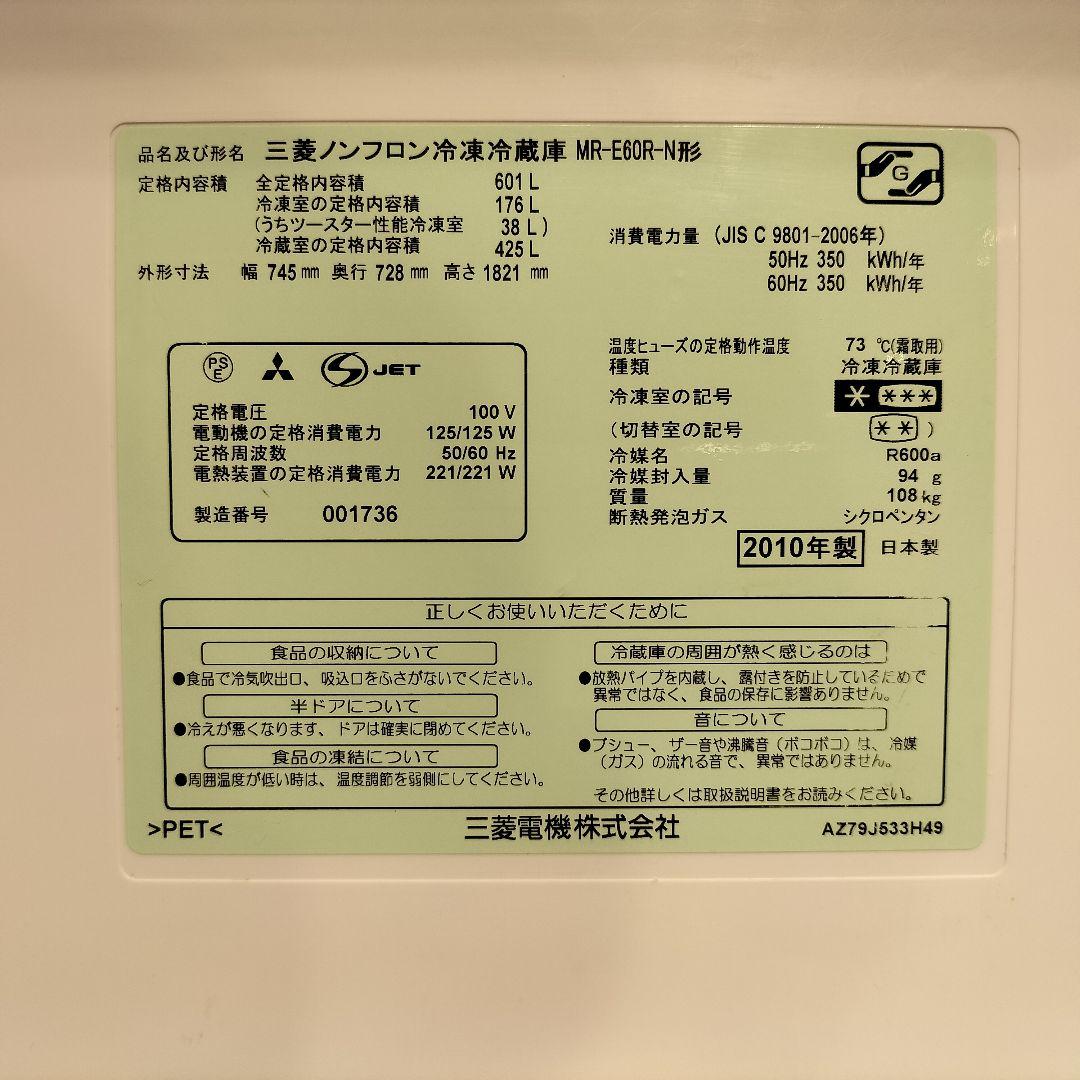 品名及び形名 三菱ノンフロン冷凍冷蔵庫 MR-E60R-N形
G
定格内容積 全定格内容積 601 L
冷凍室の定格内容積 176 L
(うちツースター性能冷凍室 38 L)
冷蔵室の定格内容積 425 L
外形寸法 幅 745 mm 奥行 728 mm 高さ 1821 mm
消費電力量 (JIS C 9801-2006年)
50Hz 350 kWh/年
60Hz 350 kWh/年
PSE JET
定格電圧 100 V
電動機の定格消費電力 125/125 W
定格周波数 50/60 Hz
電熱装置の定格消費電力 221/221 W
製造番号 001736
温度ヒューズの定格動作温度 73 ℃(霜取用)
種類 冷凍冷蔵庫
冷凍室の記号 * ***
(切替室の記号 ** )
冷媒名 R600a
冷媒封入量 94 g
質量 108 kg
断熱発泡ガス シクロペンタン
2010年製 日本製
正しくお使いいただくために
食品の収納について
●食品で冷気吹出口、吸込口をふさがないでください。
半ドアについて
●冷えが悪くなります、ドアは確実に閉めてください。
食品の凍結について
●周囲温度が低い時は、温度調節を弱側にしてください。
冷蔵庫の周囲が熱く感じるのは
●放熱パイプを内蔵し、露付きを防止しているためで
異常ではなく、食品の保存に影響ありません。
音について
●プシュー、ザー音や沸騰音（ボコボコ）は、冷媒
（ガス）の流れる音で、異常ではありません。
その他詳しくは取扱説明書をお読みください。
>PET< 三菱電機株式会社 AZ79J533H49